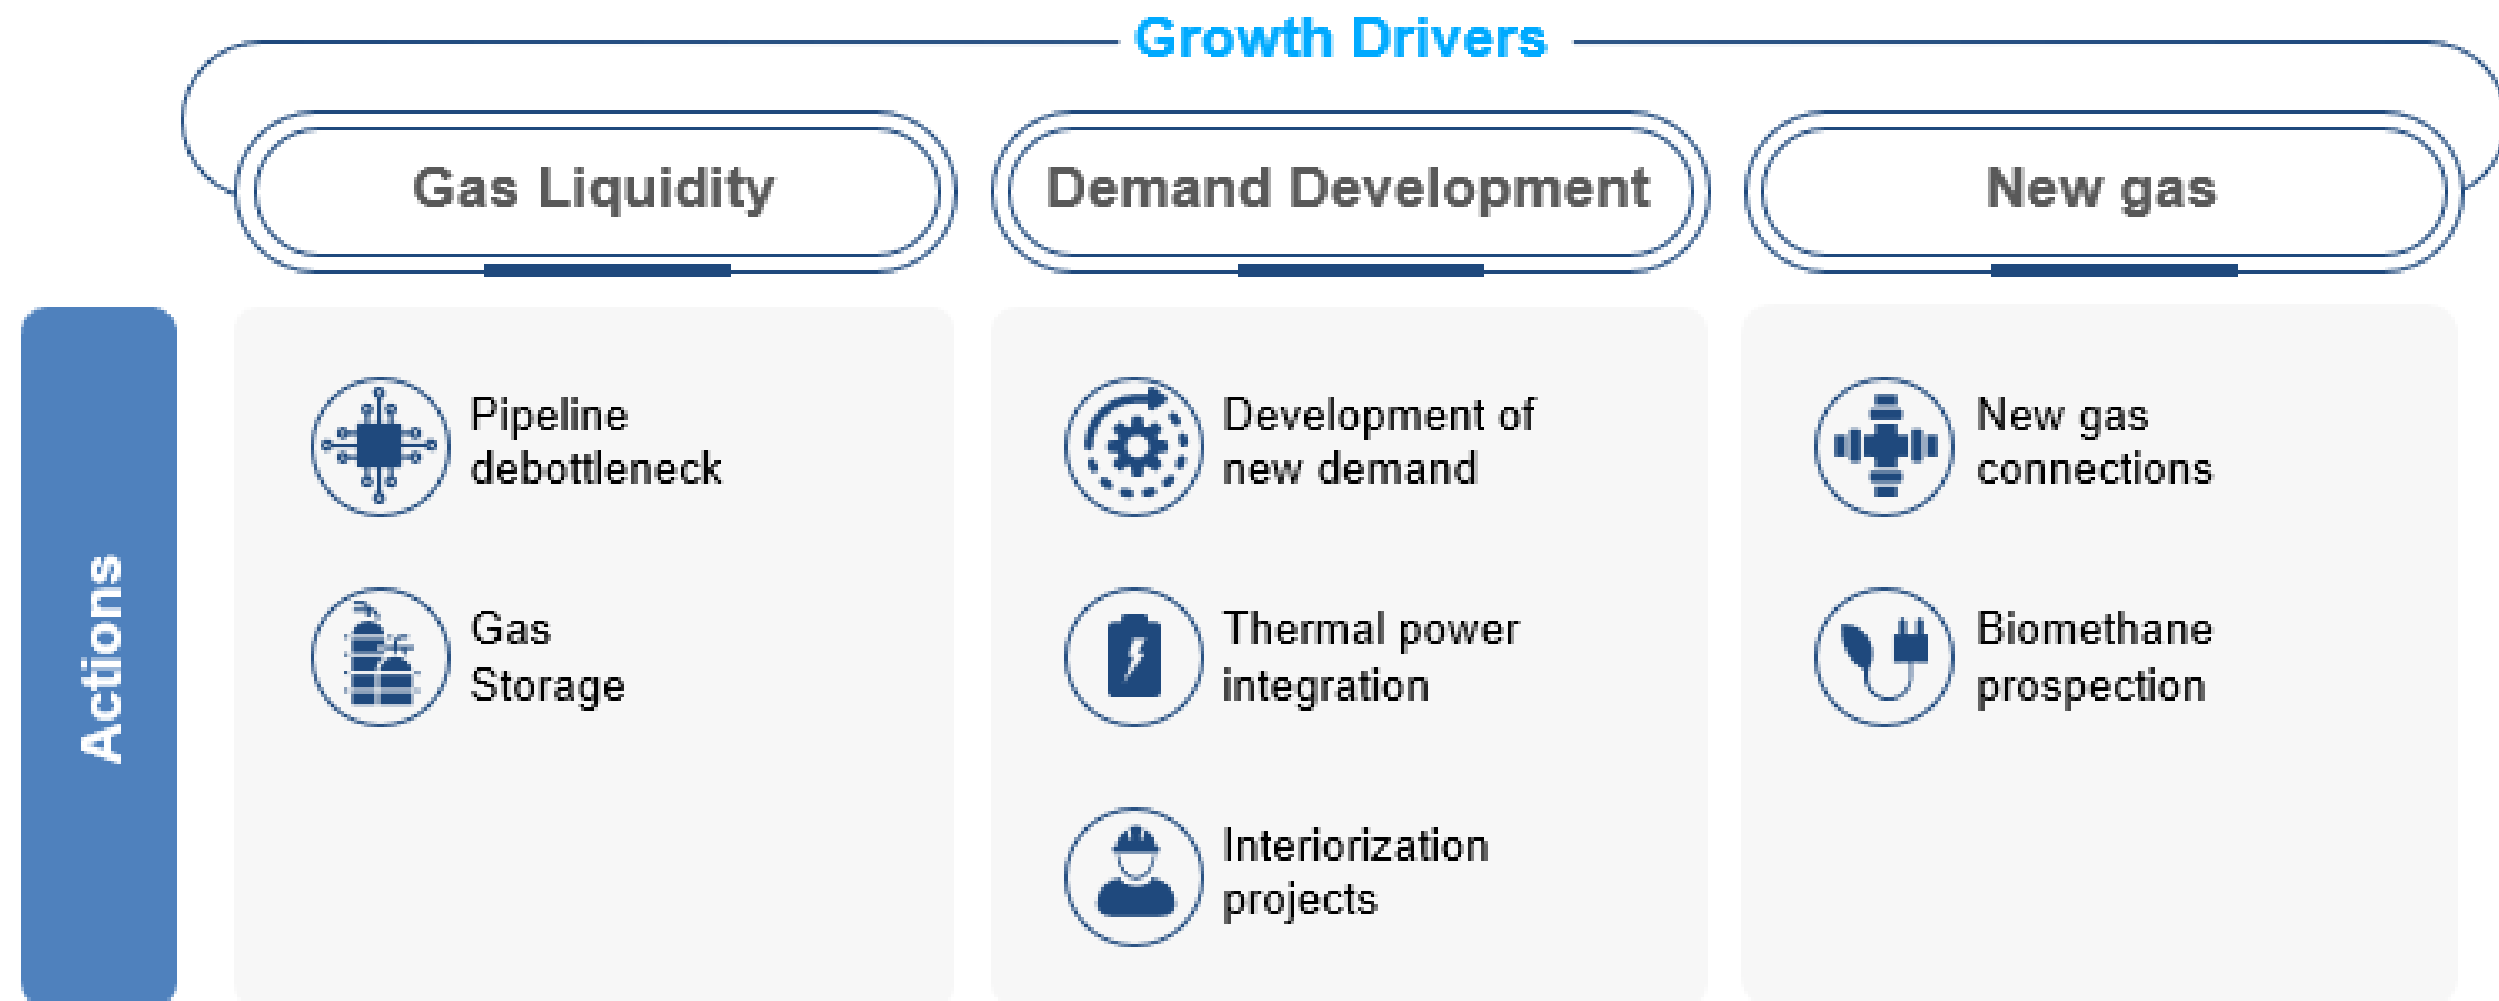 Growth Drivers
Gas Liquidity
Demand Development
New gas
Actions
Pipeline
debottleneck
Gas
Storage
Development of
new demand
Thermal power
integration
Interiorization
projects
New gas
connections
Biomethane
prospection